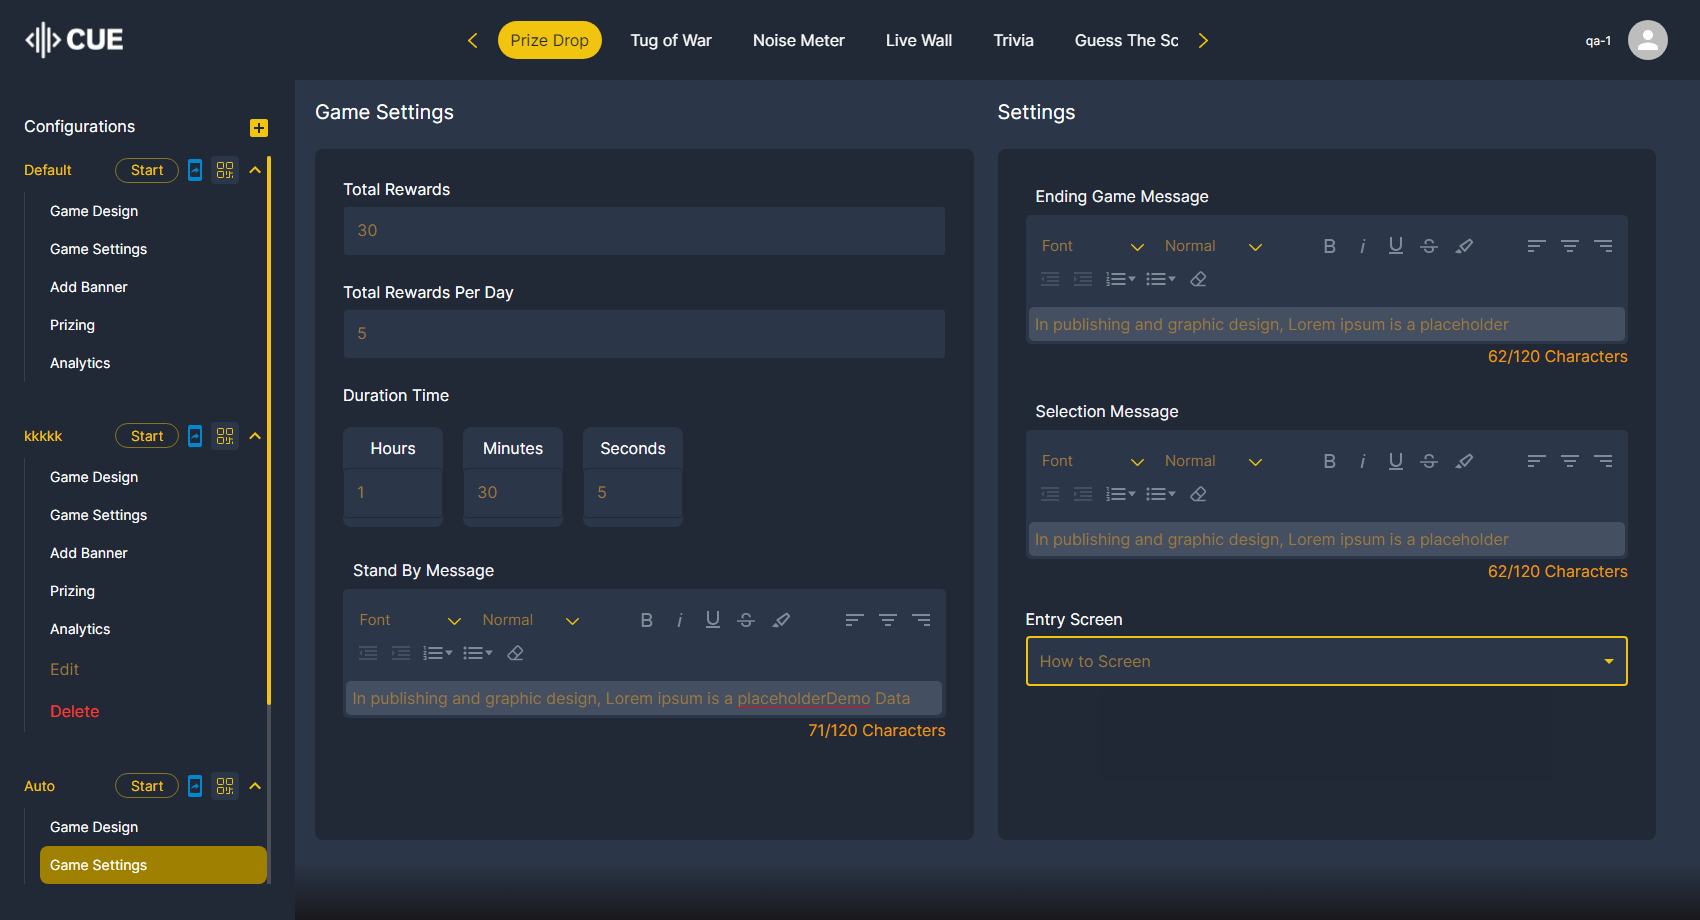 CUE
Prize Drop
Tug of War
Noise Meter
Live Wall
Trivia
Guess The Sc
qa-1
Configurations
Default
Start
Game Design
Game Settings
Add Banner
Prizing
Analytics
kkkkk
Start
Game Design
Game Settings
Add Banner
Prizing
Analytics
Edit
Delete
Auto
Start
Game Design
Game Settings
Game Settings
Total Rewards
30
Total Rewards Per Day
5
Duration Time
Hours
Minutes
Seconds
1
30
5
Stand By Message
Font
Normal
In publishing and graphic design, Lorem ipsum is a placeholderDemo Data
71/120 Characters
Settings
Ending Game Message
Font
Normal
In publishing and graphic design, Lorem ipsum is a placeholder
62/120 Characters
Selection Message
Font
Normal
In publishing and graphic design, Lorem ipsum is a placeholder
62/120 Characters
Entry Screen
How to Screen